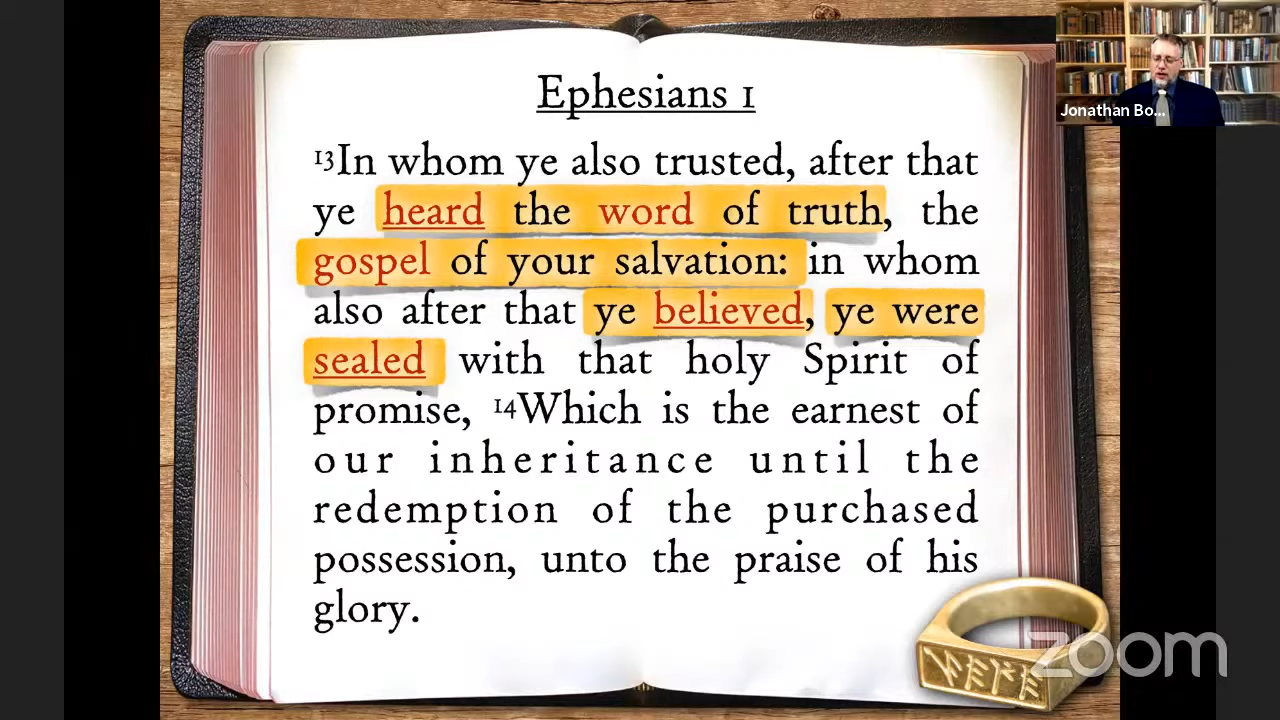 Ephesians 1
13In whom ye also trusted, after that
ye heard the word of truth, the
gospel of your salvation: in whom
also after that ye believed, ye were
sealed with that holy Spirit of
promise, 14Which is the earnest of
our inheritance until the
redemption of the purchased
possession, unto the praise of his
glory.
Jonathan Bo...
zoom